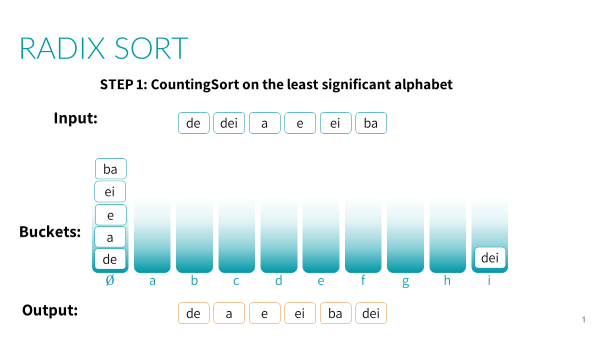 RADIX SORT
STEP 1: CountingSort on the least significant alphabet
Input: de dei a e ei ba
ba
ei
e
Buckets:
a
de dei
Ø a b c d e f g h i
Output: de a e ei ba dei
1